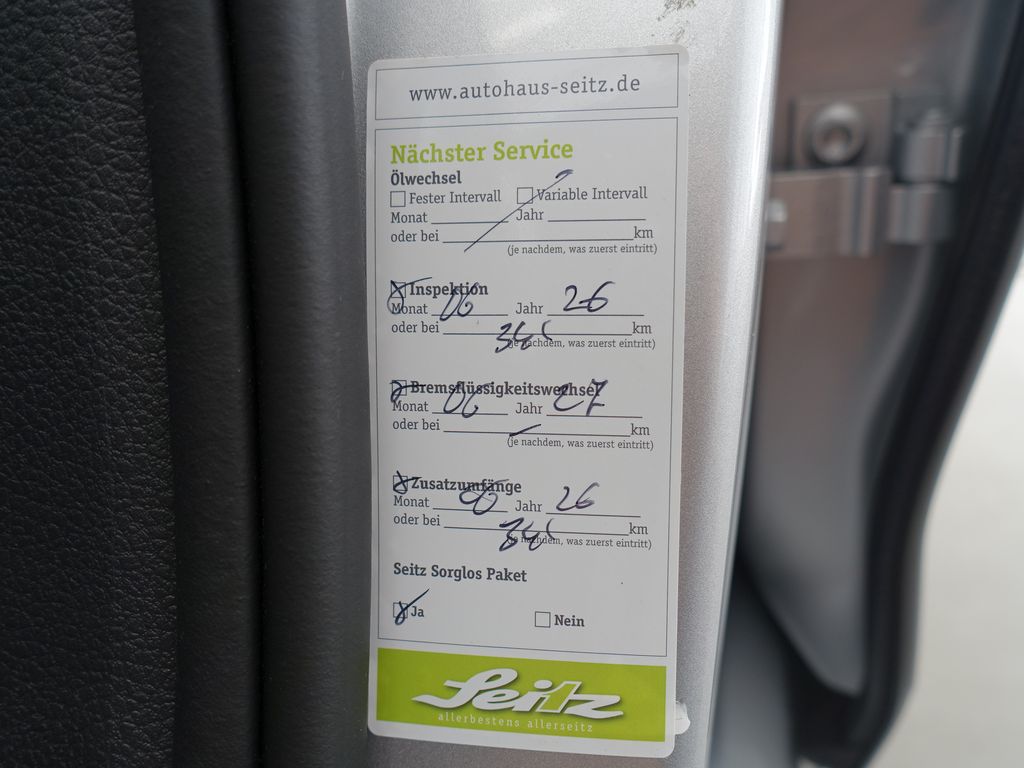 www.autohaus-seitz.de
Nächster Service
Ölwechsel
Fester Intervall Variable Intervall
Monat Jahr
oder bei km
(je nachdem, was zuerst eintritt)
Inspektion
Monat 06 Jahr 26
oder bei km
(je nachdem, was zuerst eintritt)
Bremsflüssigkeitswechsel
Monat 06 Jahr 27
oder bei km
(je nachdem, was zuerst eintritt)
Zusatzumfänge
Monat 06 Jahr 26
oder bei km
(je nachdem, was zuerst eintritt)
Seitz Sorglos Paket
Ja Nein
Seitz
allerbestens allerseitz